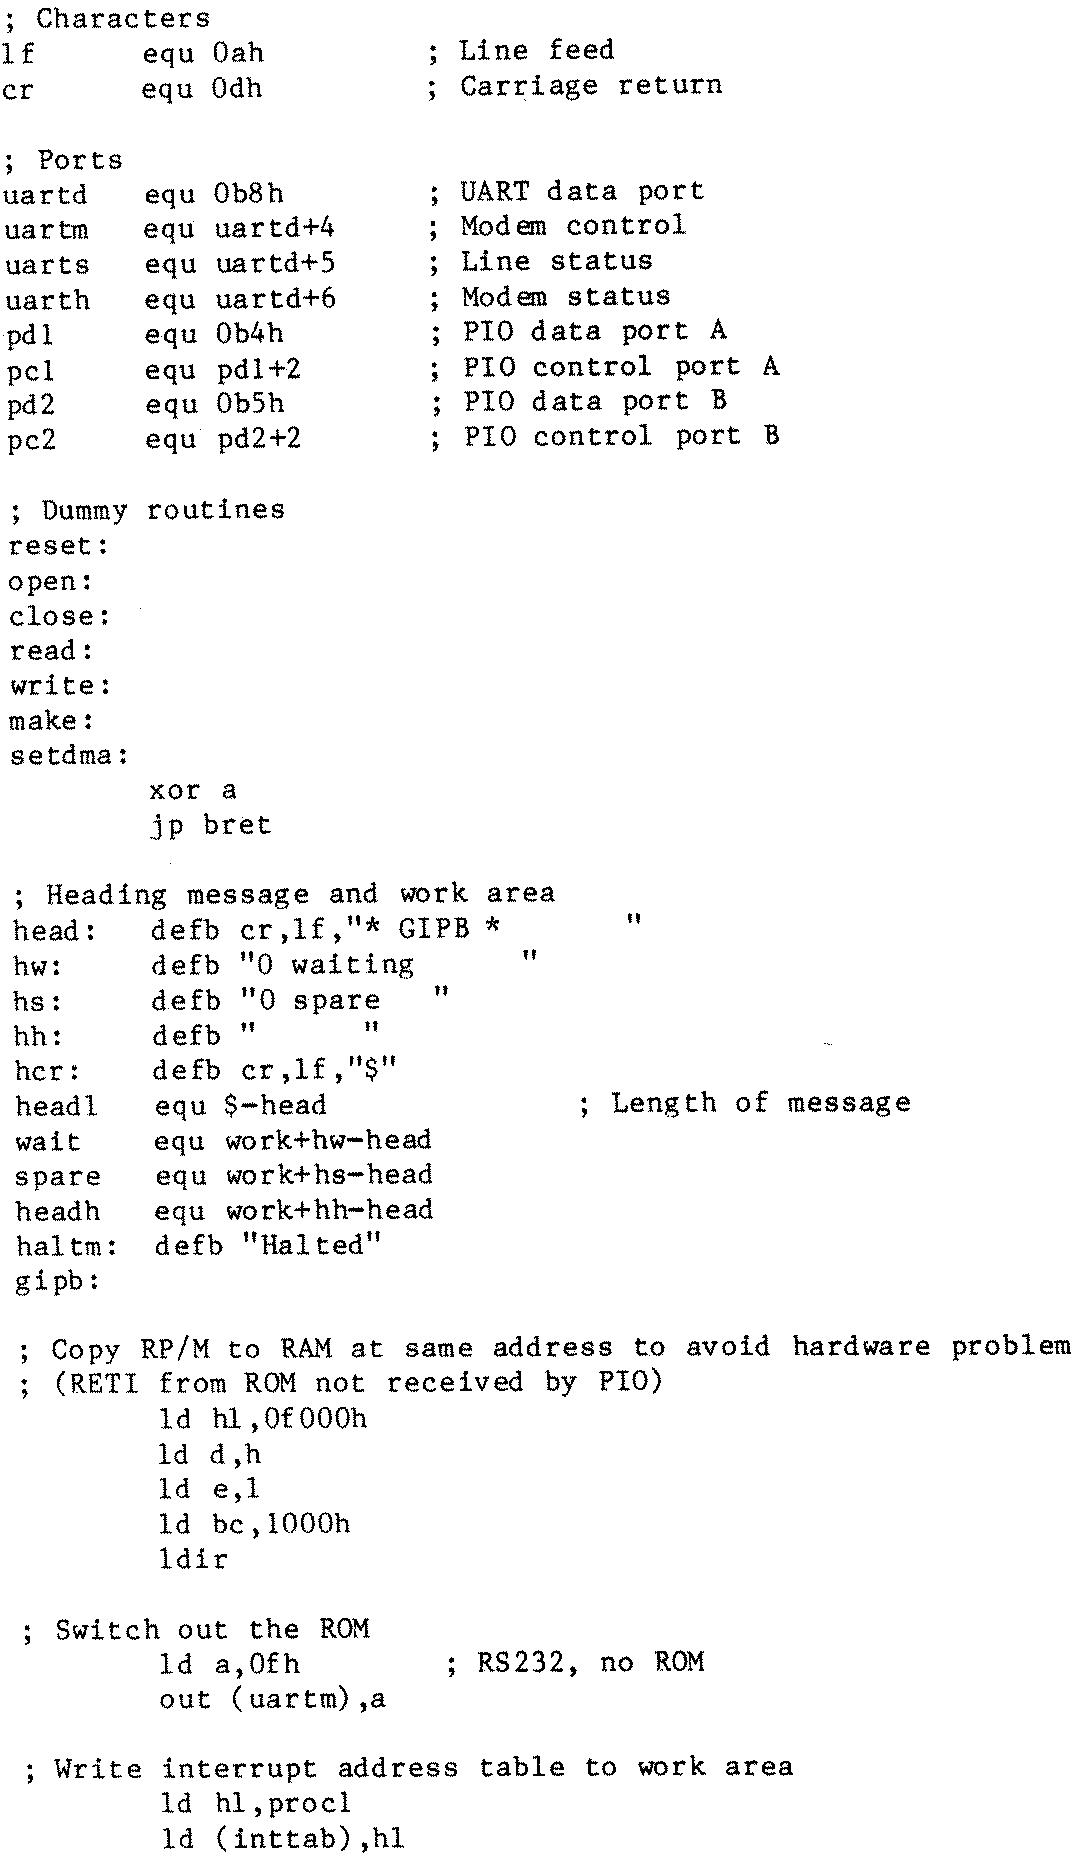 ; Characters
lf       equ 0ah         ; Line feed
cr       equ 0dh         ; Carriage return

; Ports
uartd    equ 0b8h        ; UART data port
uartm    equ uartd+4     ; Modem control
uarts    equ uartd+5     ; Line status
uarth    equ uartd+6     ; Modem status
pd1      equ 0b4h        ; PIO data port A
pc1      equ pd1+2       ; PIO control port A
pd2      equ 0b5h        ; PIO data port B
pc2      equ pd2+2       ; PIO control port B

; Dummy routines
reset:
open:
close:
read:
write:
make:
setdma:
        xor a
        jp bret

; Heading message and work area
head:   defb cr,lf,"* GIPB *       "
hw:     defb "0 waiting      "
hs:     defb "0 spare   "
hh:     defb "      "
hcr:    defb cr,lf,"$"
headl   equ $-head              ; Length of message
wait    equ work+hw-head
spare   equ work+hs-head
headh   equ work+hh-head
haltm:  defb "Halted"
gipb:

; Copy RP/M to RAM at same address to avoid hardware problem
; (RETI from ROM not received by PIO)
        ld hl,0f000h
        ld d,h
        ld e,l
        ld bc,1000h
        ldir

; Switch out the ROM
        ld a,0fh        ; RS232, no ROM
        out (uartm),a

; Write interrupt address table to work area
        ld hl,proc1
        ld (inttab),hl